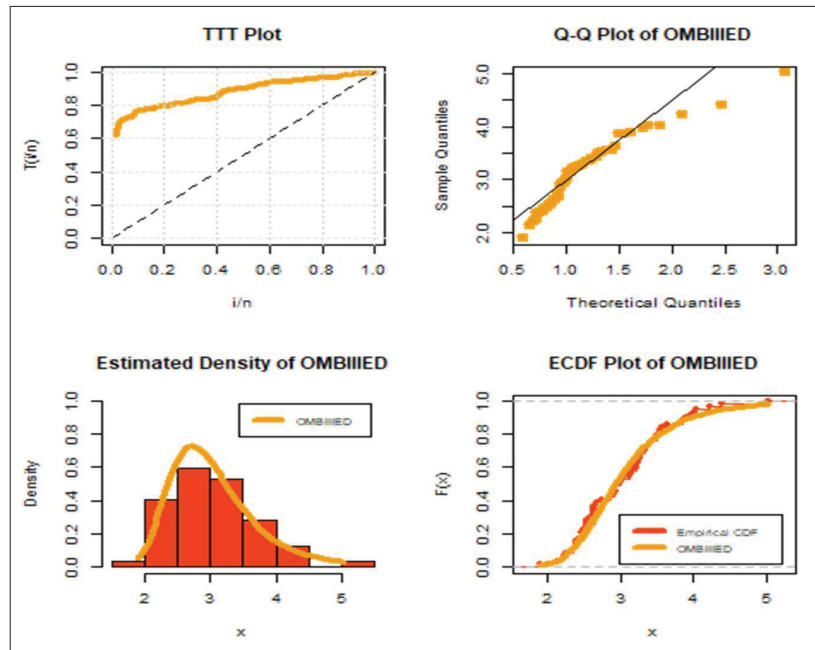 TTT Plot
T(i/n)
1.0
0.8
0.6
0.4
0.2
0.0
0.0 0.2 0.4 0.6 0.8 1.0
i/n
Q-Q Plot of OMBIIIED
Sample Quantiles
5.0
4.0
3.0
2.0
0.5 1.0 1.5 2.0 2.5 3.0
Theoretical Quantiles
Estimated Density of OMBIIIED
Density
1.0
0.8
0.6
0.4
0.2
0.0
OMBIIIED
2 3 4 5
x
ECDF Plot of OMBIIIED
F(x)
1.0
0.8
0.6
0.4
0.2
0.0
Empirical CDF
OMBIIIED
2 3 4 5
x